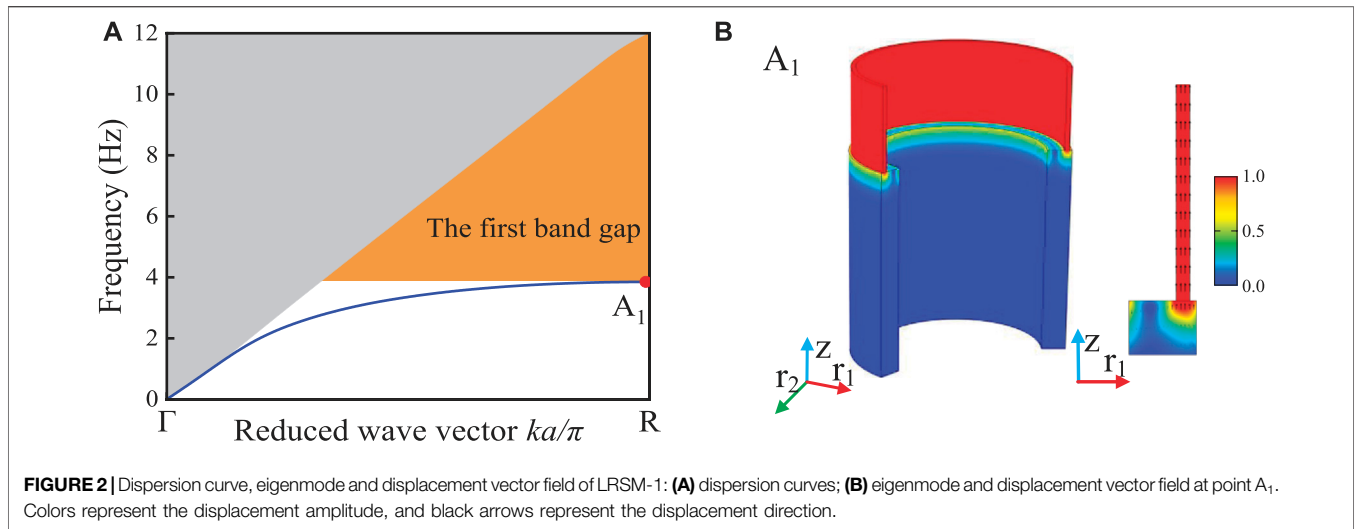 A
12
10
8
6
4
2
0
Frequency (Hz)
The first band gap
A₁
Γ
R
Reduced wave vector ka/π
B
A₁
1.0
0.5
0.0
z
r₁
r₂
z
r₁
FIGURE 2 | Dispersion curve, eigenmode and displacement vector field of LRSM-1: (A) dispersion curves; (B) eigenmode and displacement vector field at point A₁.
Colors represent the displacement amplitude, and black arrows represent the displacement direction.